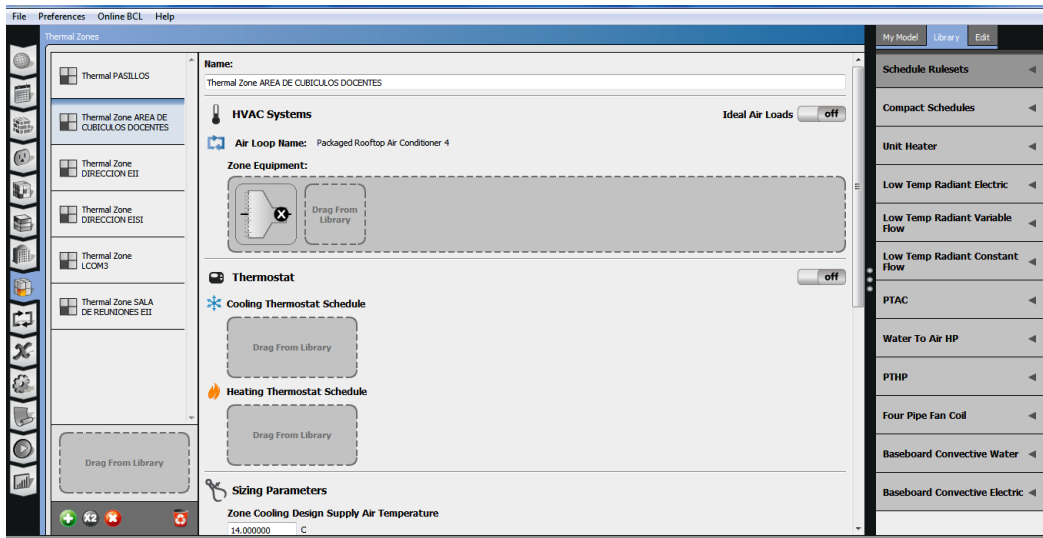 File Preferences Online BCL Help
Thermal Zones
My Model Library Edit
Thermal PASILLOS
Thermal Zone AREA DE
CUBICULOS DOCENTES
Thermal Zone
DIRECCION EII
Thermal Zone
DIRECCION EISI
Thermal Zone
LCOM3
Thermal Zone SALA
DE REUNIONES EII
Drag From Library
x2
Name:
Thermal Zone AREA DE CUBICULOS DOCENTES
HVAC Systems
Ideal Air Loads off
Air Loop Name: Packaged Rooftop Air Conditioner 4
Zone Equipment:
Drag From
Library
Thermostat
off
Cooling Thermostat Schedule
Drag From Library
Heating Thermostat Schedule
Drag From Library
Sizing Parameters
Zone Cooling Design Supply Air Temperature
14.000000 C
Schedule Rulesets
Compact Schedules
Unit Heater
Low Temp Radiant Electric
Low Temp Radiant Variable
Flow
Low Temp Radiant Constant
Flow
PTAC
Water To Air HP
PTHP
Four Pipe Fan Coil
Baseboard Convective Water
Baseboard Convective Electric